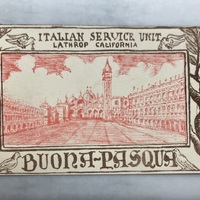 ITALIAN SERVICE UNIT
LATHROP CALIFORNIA
BUONA-PASQUA